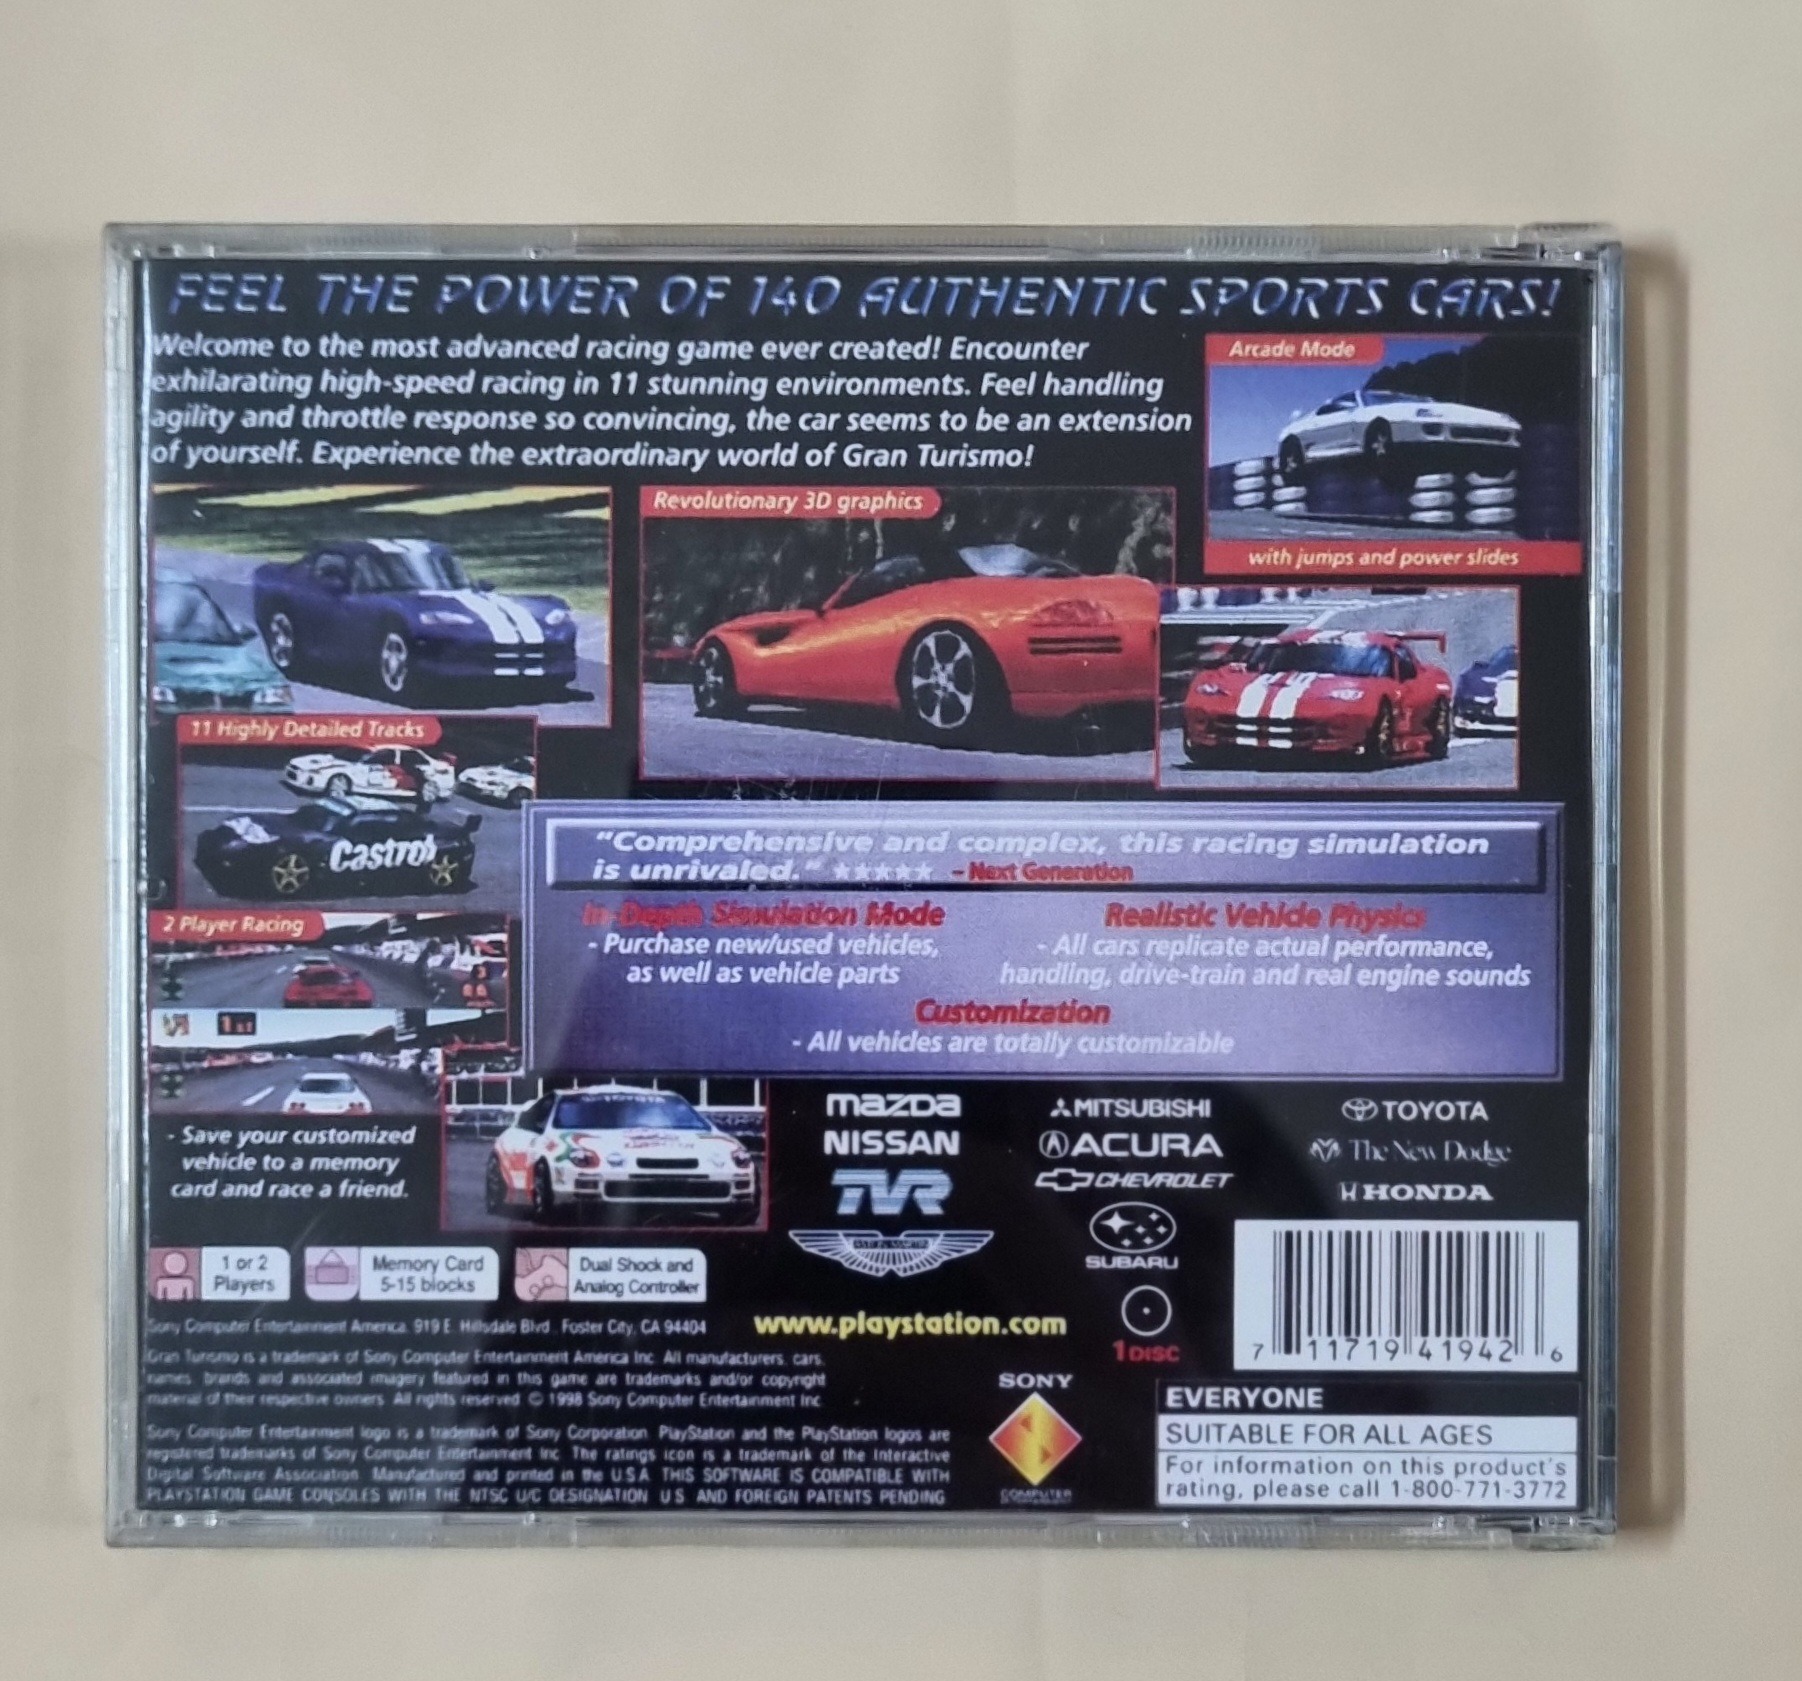 FEEL THE POWER OF 140 AUTHENTIC SPORTS CARS!
Welcome to the most advanced racing game ever created! Encounter
exhilarating high-speed racing in 11 stunning environments. Feel handling
agility and throttle response so convincing, the car seems to be an extension
of yourself. Experience the extraordinary world of Gran Turismo!
Arcade Mode
with jumps and power slides
Revolutionary 3D graphics
11 Highly Detailed Tracks
Castrol
2 Player Racing
1st
- Save your customized
vehicle to a memory
card and race a friend.
"Comprehensive and complex, this racing simulation
is unrivaled." ★★★★★ - Next Generation
In-Depth Simulation Mode
- Purchase new/used vehicles,
as well as vehicle parts
Realistic Vehicle Physics
- All cars replicate actual performance,
handling, drive-train and real engine sounds
Customization
- All vehicles are totally customizable
mazda
NISSAN
TVR
ASTON MARTIN
MITSUBISHI
ACURA
CHEVROLET
SUBARU
TOYOTA
The New Dodge
HONDA
1 or 2
Players
Memory Card
5-15 blocks
Dual Shock and
Analog Controller
www.playstation.com
1 DISC
7 11719 41942 6
Sony Computer Entertainment America, 919 E. Hillsdale Blvd., Foster City, CA 94404
Gran Turismo is a trademark of Sony Computer Entertainment America Inc. All manufacturers, cars,
names, brands and associated imagery featured in this game are trademarks and/or copyright
material of their respective owners. All rights reserved. © 1998 Sony Computer Entertainment Inc.
Sony Computer Entertainment logo is a trademark of Sony Corporation. PlayStation and the PlayStation logos are
registered trademarks of Sony Computer Entertainment Inc. The ratings icon is a trademark of the Interactive
Digital Software Association. Manufactured and printed in the U.S.A. THIS SOFTWARE IS COMPATIBLE WITH
PLAYSTATION GAME CONSOLES WITH THE NTSC U/C DESIGNATION. U.S. AND FOREIGN PATENTS PENDING.
SONY
COMPUTER
EVERYONE
SUITABLE FOR ALL AGES
For information on this product's
rating, please call 1-800-771-3772